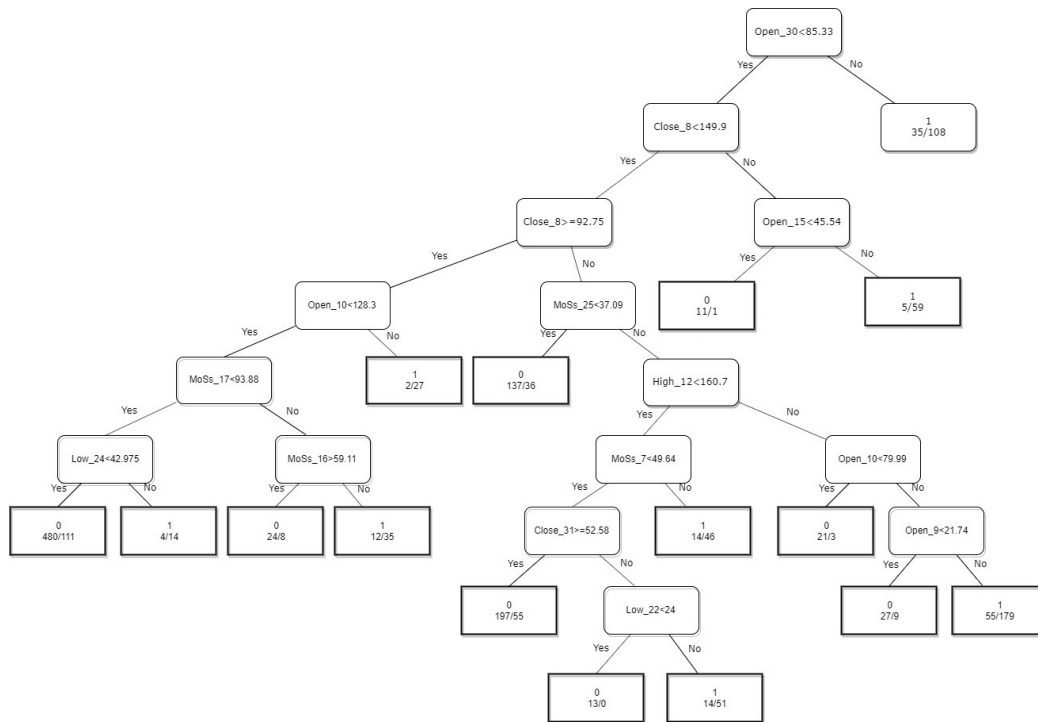 Open_30<85.33
Yes
No
Close_8<149.9
1
35/108
Yes
No
Close_8>=92.75
Open_15<45.54
Yes
No
Yes
No
Open_10<128.3
MoSs_25<37.09
0
11/1
1
5/59
Yes
No
Yes
No
MoSs_17<93.88
1
2/27
0
137/36
High_12<160.7
Yes
No
Yes
No
Low_24<42.975
MoSs_16>59.11
MoSs_7<49.64
Open_10<79.99
Yes
No
Yes
No
Yes
No
Yes
No
0
480/111
1
4/14
0
24/8
1
12/35
Close_31>=52.58
1
14/46
0
21/3
Open_9<21.74
Yes
No
Yes
No
0
197/55
Low_22<24
0
27/9
1
55/179
Yes
No
0
13/0
1
14/51